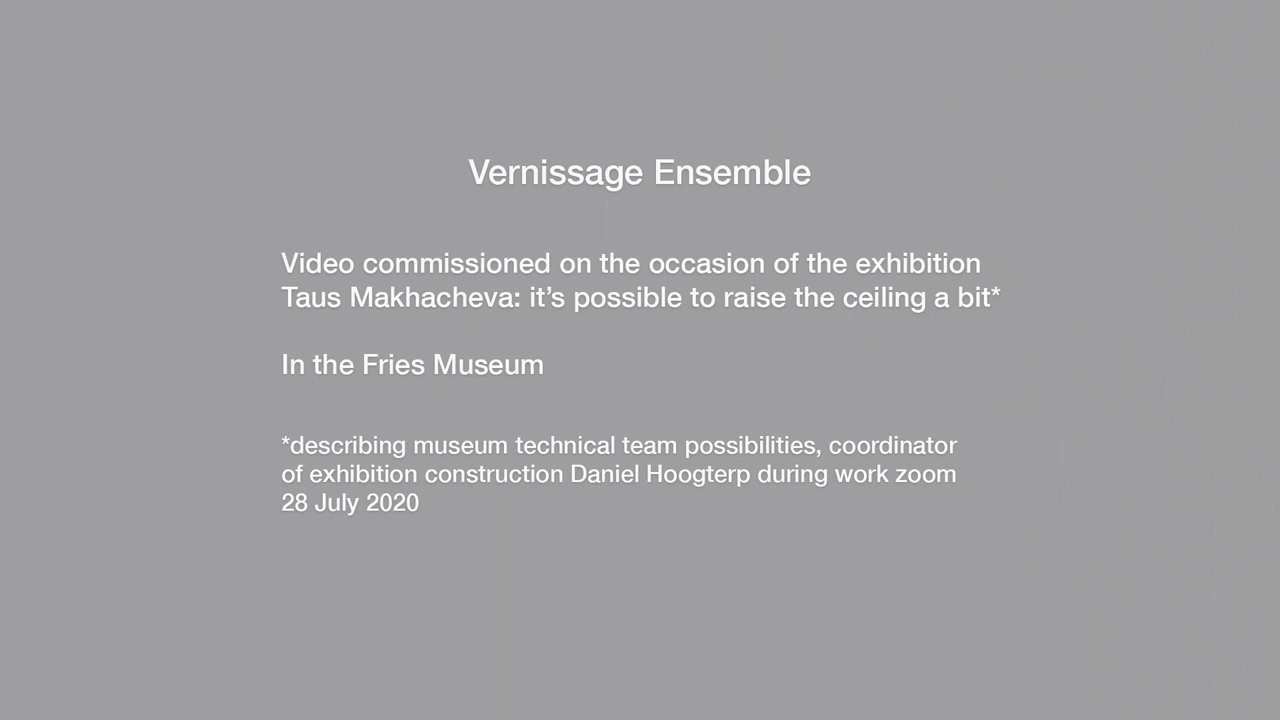 Vernissage Ensemble
Video commissioned on the occasion of the exhibition
Taus Makhacheva: it’s possible to raise the ceiling a bit*
In the Fries Museum
*describing museum technical team possibilities, coordinator
of exhibition construction Daniel Hoogterp during work zoom
28 July 2020